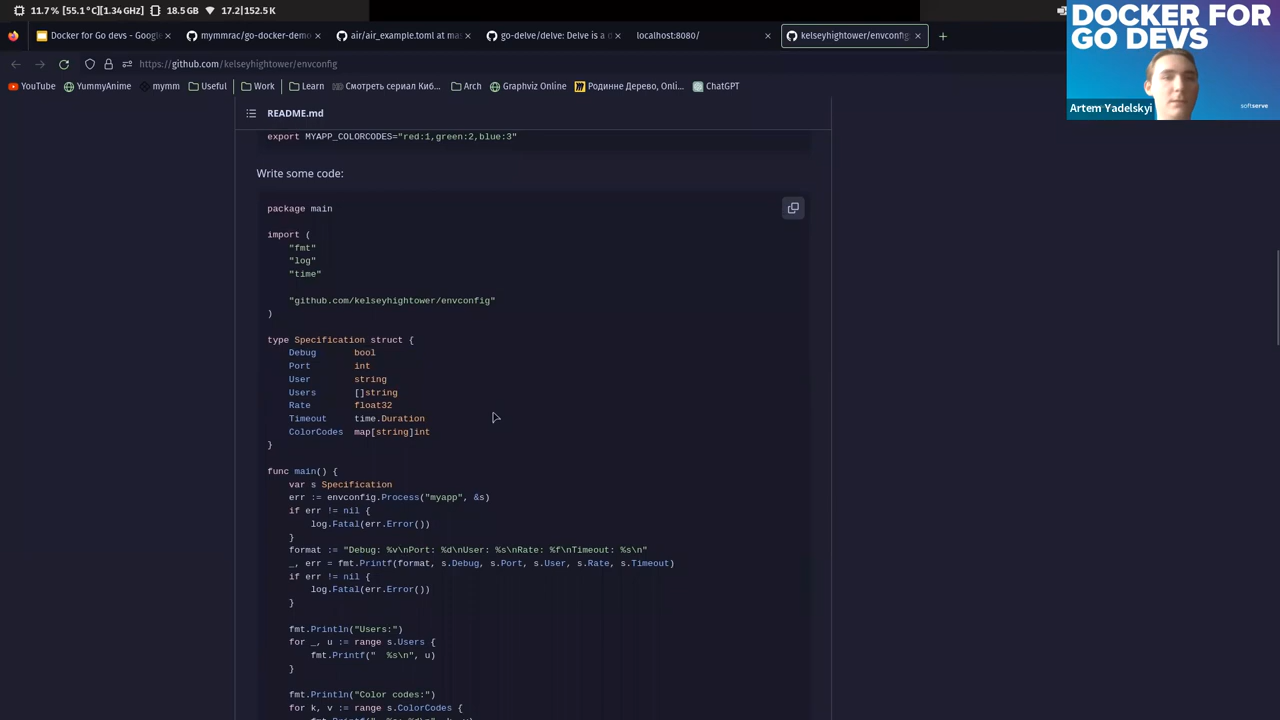 11.7 % [55.1°C][1.34GHz] 18.5GB 17.2|152.5K
Docker for Go devs - Google
mymmrac/go-docker-demo
air/air_example.toml at mas
go-delve/delve: Delve is a d
localhost:8080/
kelseyhightower/envconfig
https://github.com/kelseyhightower/envconfig
YouTube YummyAnime mymm Useful Work Learn Смотреть сериал Киб... Arch Graphviz Online Родинне Дерево, Onli... ChatGPT
DOCKER FOR
GO DEVS
Artem Yadelskyi
softserve
README.md
export MYAPP_COLORCODES="red:1,green:2,blue:3"
Write some code:
package main
import (
"fmt"
"log"
"time"
"github.com/kelseyhightower/envconfig"
)
type Specification struct {
Debug bool
Port int
User string
Users []string
Rate float32
Timeout time.Duration
ColorCodes map[string]int
}
func main() {
var s Specification
err := envconfig.Process("myapp", &s)
if err != nil {
log.Fatal(err.Error())
}
format := "Debug: %v\nPort: %d\nUser: %s\nRate: %f\nTimeout: %s\n"
_, err = fmt.Printf(format, s.Debug, s.Port, s.User, s.Rate, s.Timeout)
if err != nil {
log.Fatal(err.Error())
}
fmt.Println("Users:")
for _, u := range s.Users {
fmt.Printf("  %s\n", u)
}
fmt.Println("Color codes:")
for k, v := range s.ColorCodes {